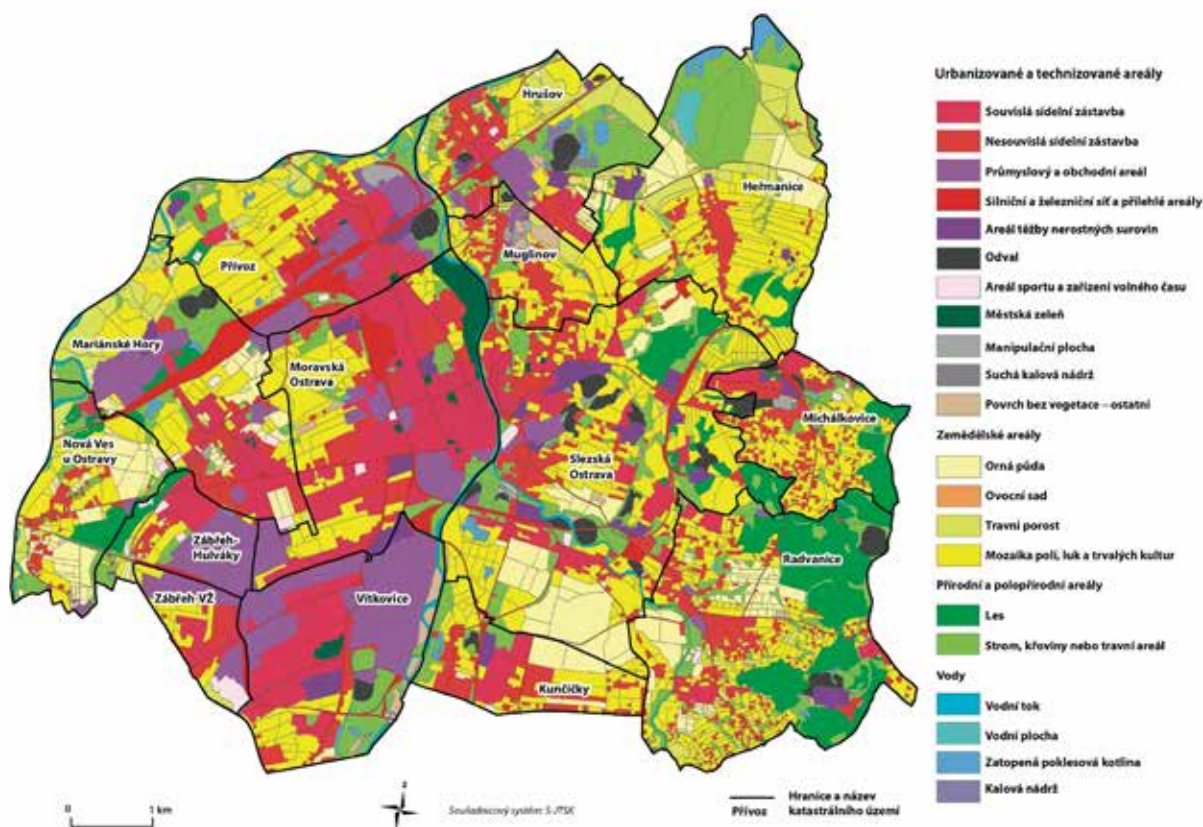 Hrušov
Heřmanice
Muglinov
Přívoz
Mariánské Hory
Moravská
Ostrava
Michálkovice
Nová Ves
u Ostravy
Slezská
Ostrava
Zábřeh-
Hulváky
Radvanice
Zábřeh-VŽ
Vítkovice
Kunčičky
Urbanizované a technizované areály
Souvislá sídelní zástavba
Nesouvislá sídelní zástavba
Průmyslový a obchodní areál
Silniční a železniční síť a přilehlé areály
Areál těžby nerostných surovin
Odval
Areál sportu a zařízení volného času
Městská zeleň
Manipulační plocha
Suchá kalová nádrž
Povrch bez vegetace – ostatní
Zemědělské areály
Orná půda
Ovocní sad
Travní porost
Mozaika polí, luk a trvalých kultur
Přírodní a polopřírodní areály
Les
Strom, křoviny nebo travní areál
Vody
Vodní tok
Vodní plocha
Zatopená poklesová kotlina
Kalová nádrž
0 1 km
Souřadnicový systém: S-JTSK
Hranice a název
Přívoz katastrálního území